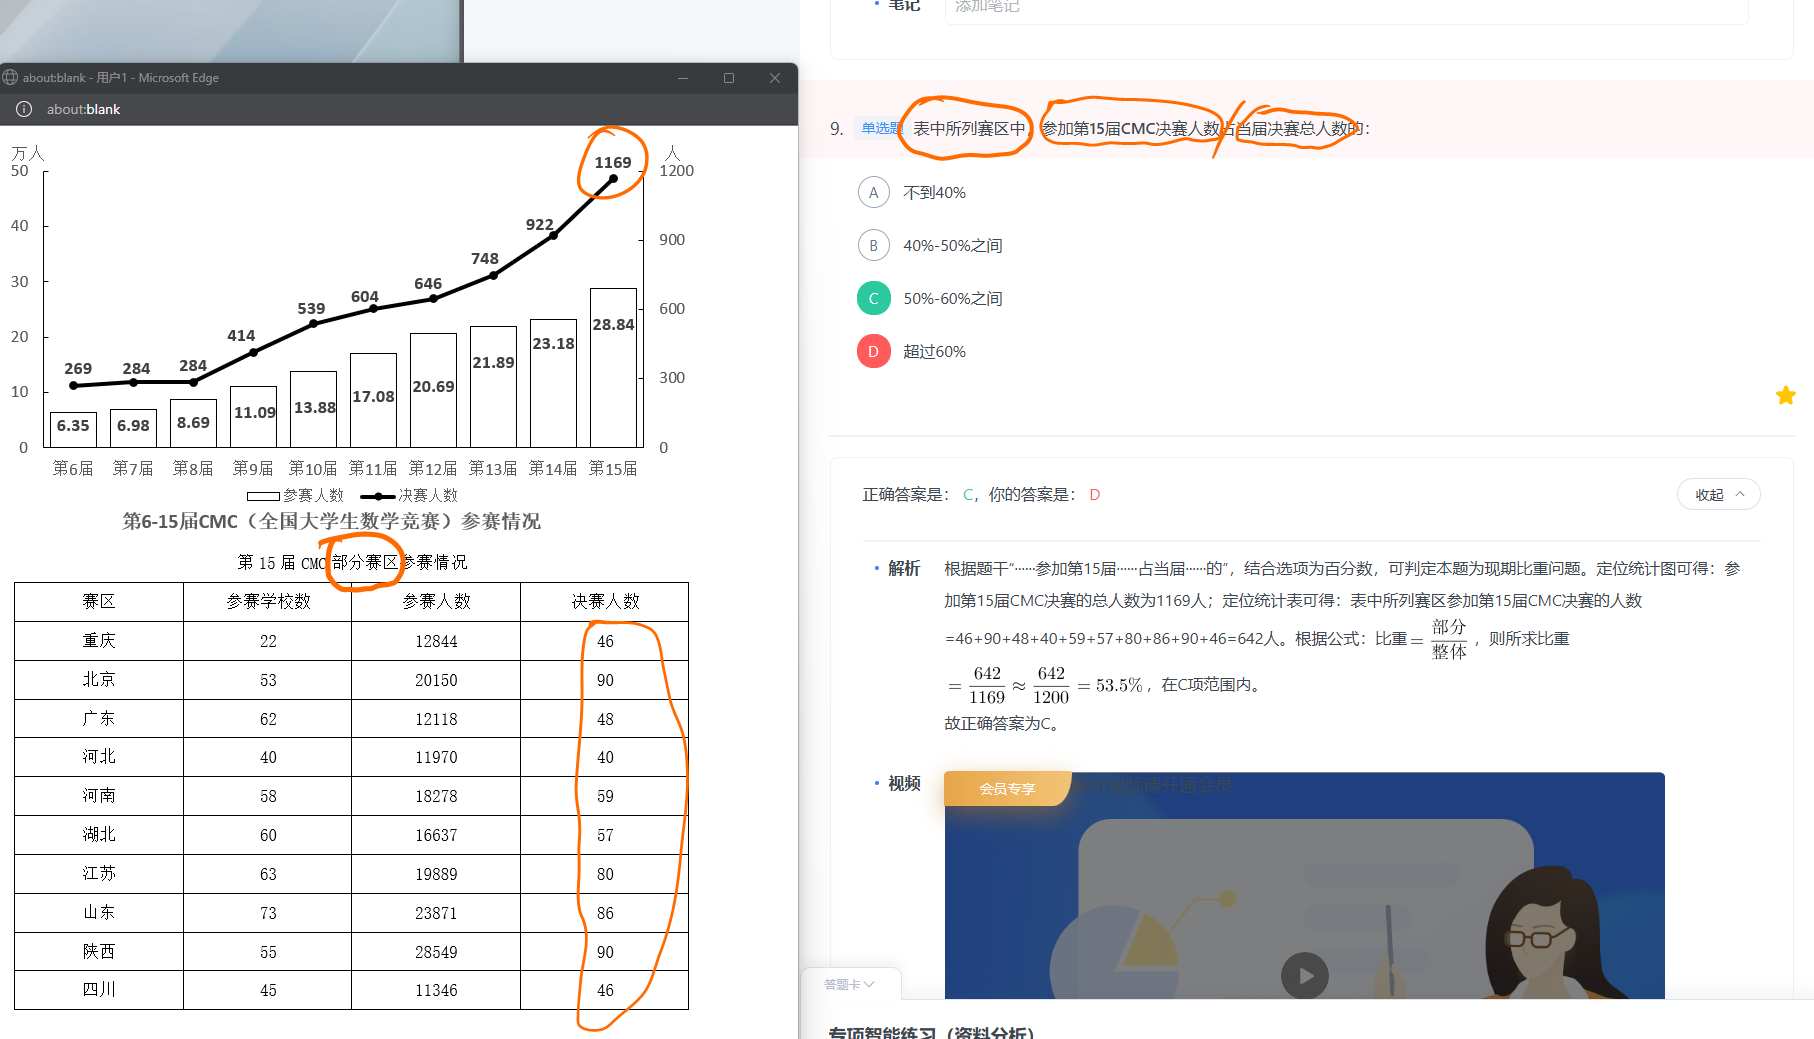 about:blank - 用户1 - Microsoft Edge
about:blank
万人
人
50
40
30
20
10
0
1200
900
600
300
0
269
284
284
414
539
604
646
748
922
1169
6.35
6.98
8.69
11.09
13.88
17.08
20.69
21.89
23.18
28.84
第6届 第7届 第8届 第9届 第10届 第11届 第12届 第13届 第14届 第15届
参赛人数 决赛人数
第6-15届CMC（全国大学生数学竞赛）参赛情况
第 15 届 CMC 部分赛区参赛情况
赛区 参赛学校数 参赛人数 决赛人数
重庆 22 12844 46
北京 53 20150 90
广东 62 12118 48
河北 40 11970 40
河南 58 18278 59
湖北 60 16637 57
江苏 63 19889 80
山东 73 23871 86
陕西 55 28549 90
四川 45 11346 46
笔记 添加笔记
9. 单选题 表中所列赛区中，参加第15届CMC决赛人数占当届决赛总人数的：
A 不到40%
B 40%-50%之间
C 50%-60%之间
D 超过60%
正确答案是： C，你的答案是： D
收起
解析 根据题干“……参加第15届……占当届……的”，结合选项为百分数，可判定本题为现期比重问题。定位统计图可得：参
加第15届CMC决赛的总人数为1169人；定位统计表可得：表中所列赛区参加第15届CMC决赛的人数
=46+90+48+40+59+57+80+86+90+46=642人。根据公式：比重=部分/整体，则所求比重
=642/1169≈642/1200=53.5%，在C项范围内。
故正确答案为C。
视频 会员专享
答题卡
专项智能练习（资料分析）